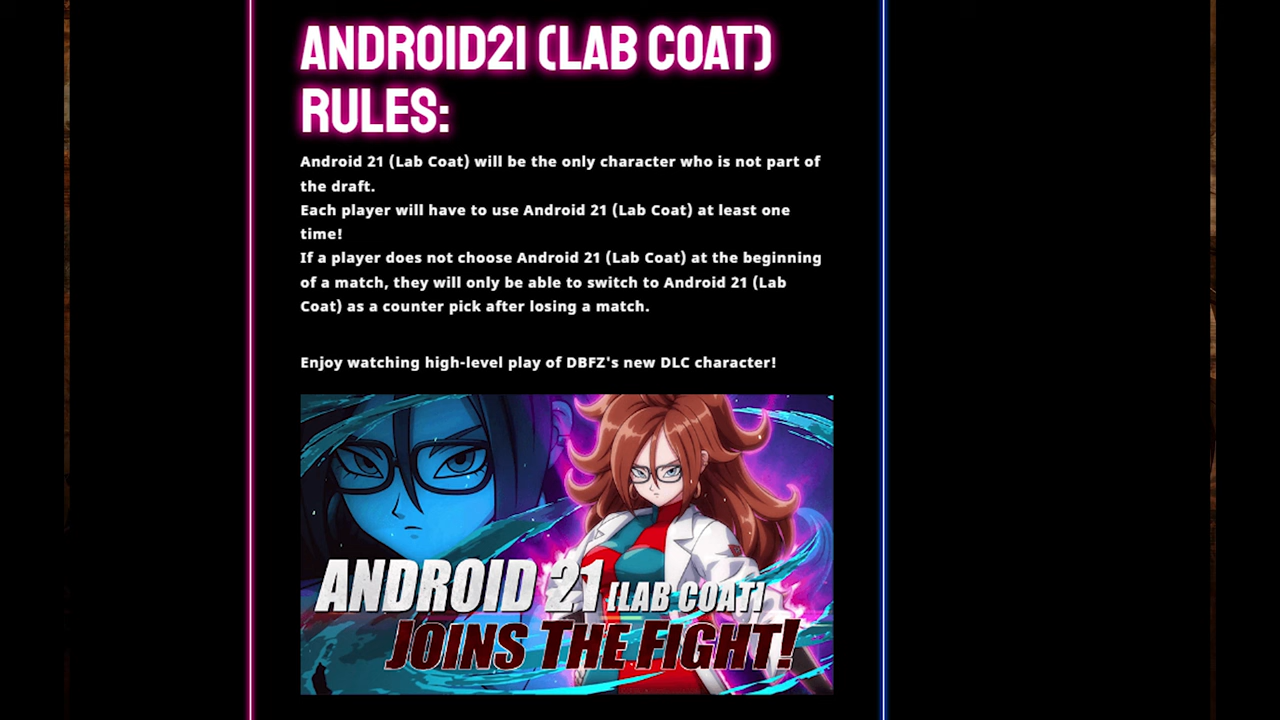 ANDROID21 (LAB COAT)
RULES:
Android 21 (Lab Coat) will be the only character who is not part of
the draft.
Each player will have to use Android 21 (Lab Coat) at least one
time!
If a player does not choose Android 21 (Lab Coat) at the beginning
of a match, they will only be able to switch to Android 21 (Lab
Coat) as a counter pick after losing a match.
Enjoy watching high-level play of DBFZ's new DLC character!
ANDROID 21 [LAB COAT]
JOINS THE FIGHT!